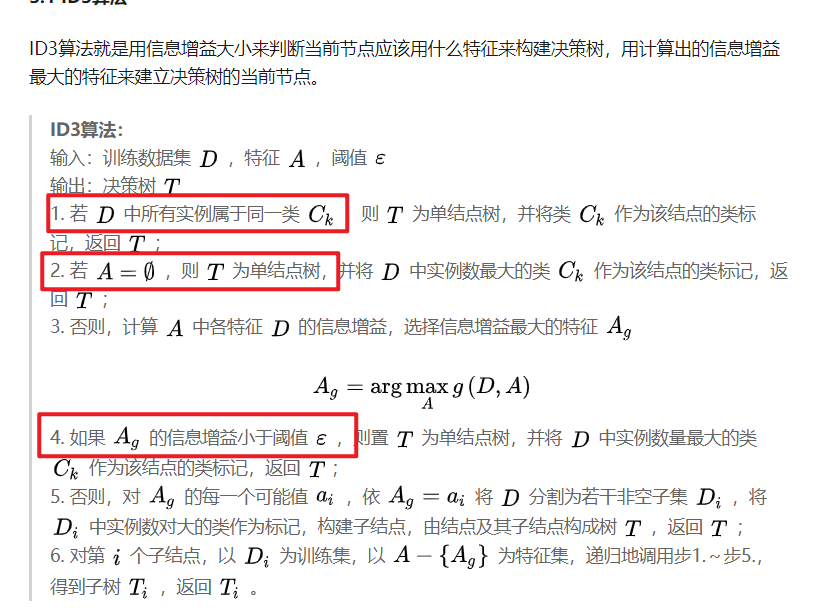 3.1 ID3算法
ID3算法就是用信息增益大小来判断当前节点应该用什么特征来构建决策树，用计算出的信息增益
最大的特征来建立决策树的当前节点。
ID3算法：
输入：训练数据集 D ，特征 A ，阈值 ε
输出：决策树 T
1. 若 D 中所有实例属于同一类 C_k 则 T 为单结点树，并将类 C_k 作为该结点的类标
记，返回 T ；
2. 若 A = ∅ ，则 T 为单结点树，并将 D 中实例数最大的类 C_k 作为该结点的类标记，返
回 T ；
3. 否则，计算 A 中各特征 D 的信息增益，选择信息增益最大的特征 A_g
A_g = arg max_A g (D, A)
4. 如果 A_g 的信息增益小于阈值 ε ，则置 T 为单结点树，并将 D 中实例数量最大的类
C_k 作为该结点的类标记，返回 T ；
5. 否则，对 A_g 的每一个可能值 a_i ，依 A_g = a_i 将 D 分割为若干非空子集 D_i ，将
D_i 中实例数对大的类作为标记，构建子结点，由结点及其子结点构成树 T ，返回 T ；
6. 对第 i 个子结点，以 D_i 为训练集，以 A − {A_g} 为特征集，递归地调用步1.~步5.，
得到子树 T_i ，返回 T_i 。